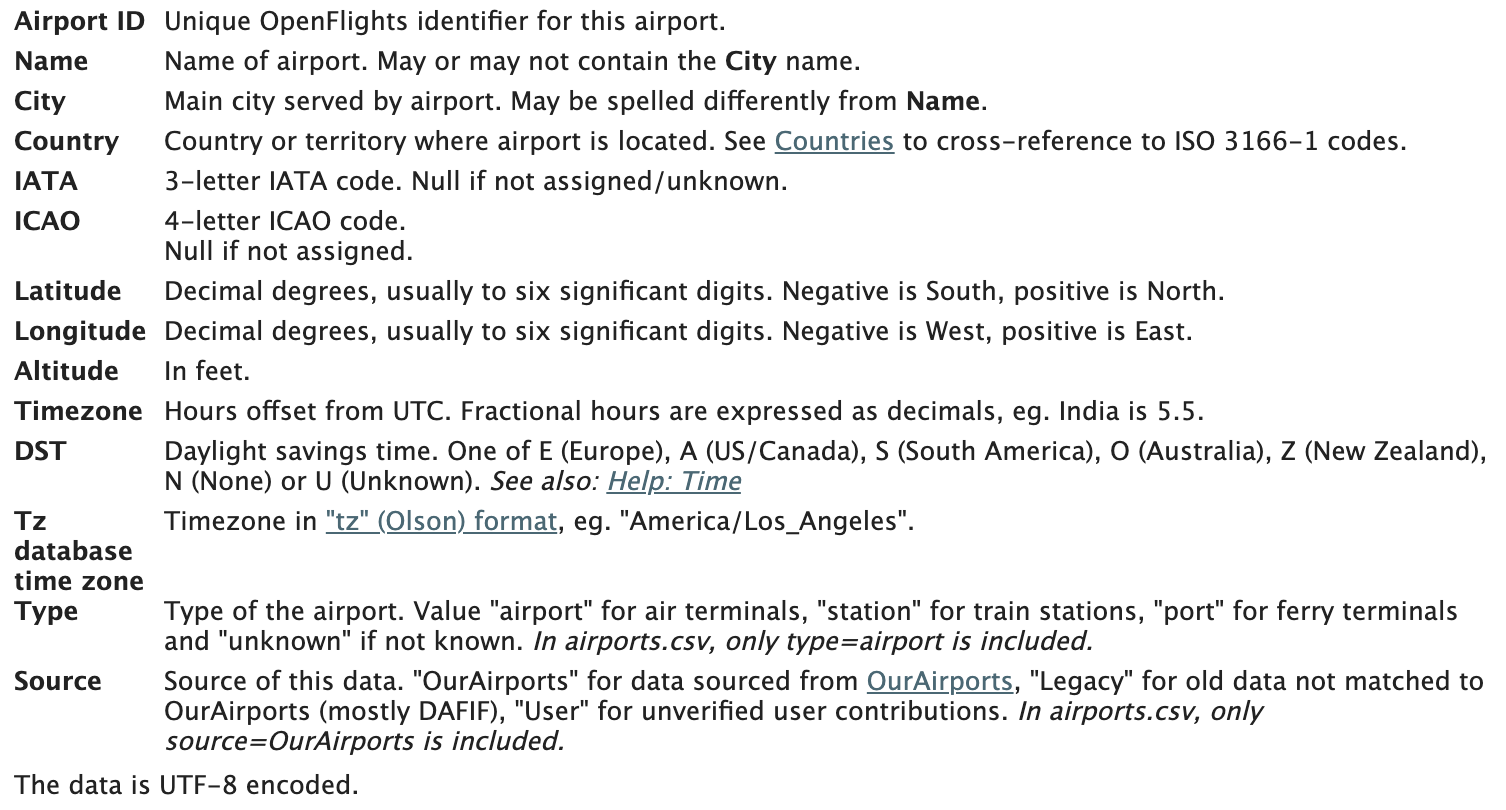 Airport ID Unique OpenFlights identifier for this airport.
Name Name of airport. May or may not contain the City name.
City Main city served by airport. May be spelled differently from Name.
Country Country or territory where airport is located. See Countries to cross-reference to ISO 3166-1 codes.
IATA 3-letter IATA code. Null if not assigned/unknown.
ICAO 4-letter ICAO code.
Null if not assigned.
Latitude Decimal degrees, usually to six significant digits. Negative is South, positive is North.
Longitude Decimal degrees, usually to six significant digits. Negative is West, positive is East.
Altitude In feet.
Timezone Hours offset from UTC. Fractional hours are expressed as decimals, eg. India is 5.5.
DST Daylight savings time. One of E (Europe), A (US/Canada), S (South America), O (Australia), Z (New Zealand),
N (None) or U (Unknown). See also: Help: Time
Tz Timezone in "tz" (Olson) format, eg. "America/Los_Angeles".
database
time zone
Type Type of the airport. Value "airport" for air terminals, "station" for train stations, "port" for ferry terminals
and "unknown" if not known. In airports.csv, only type=airport is included.
Source Source of this data. "OurAirports" for data sourced from OurAirports, "Legacy" for old data not matched to
OurAirports (mostly DAFIF), "User" for unverified user contributions. In airports.csv, only
source=OurAirports is included.
The data is UTF-8 encoded.